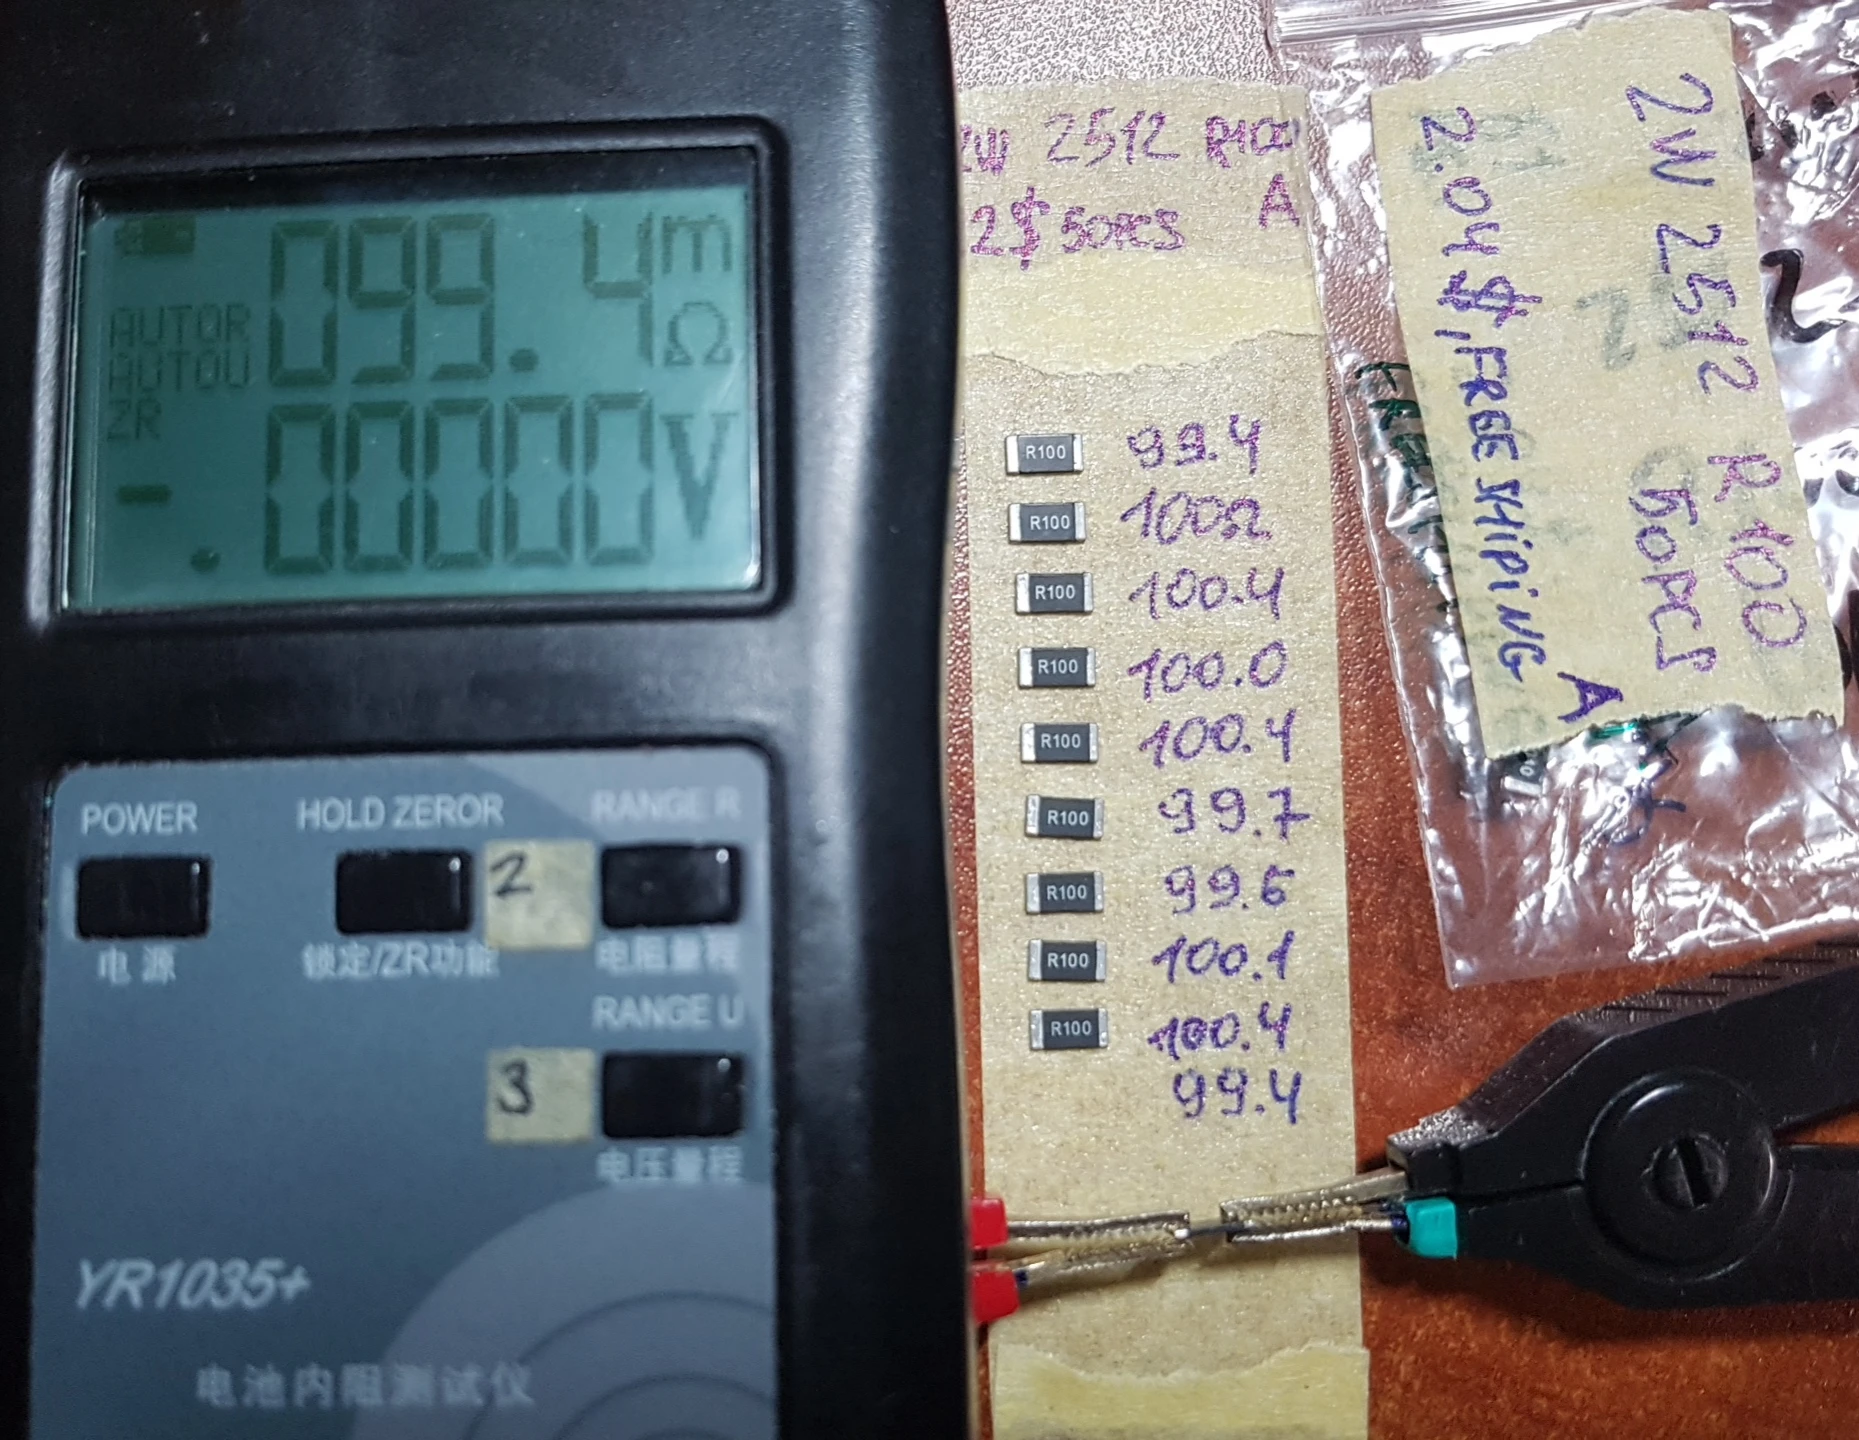 099.4mΩ
AUTOR
AUTOU
ZR
-.00000V
POWER
HOLD ZEROR
RANGE R
2
电源
锁定/ZR功能
电阻量程
RANGE U
3
电压量程
YR1035+
电池内阻测试仪
2W 2512 R100
2$ 50PCS A
R100 99.4
R100 100Ω
R100 100.4
R100 100.0
R100 100.4
R100 99.7
R100 99.6
R100 100.1
R100 100.4
99.4
2W 2512 R100
50PCS
2.04$, FREE SHIPING A